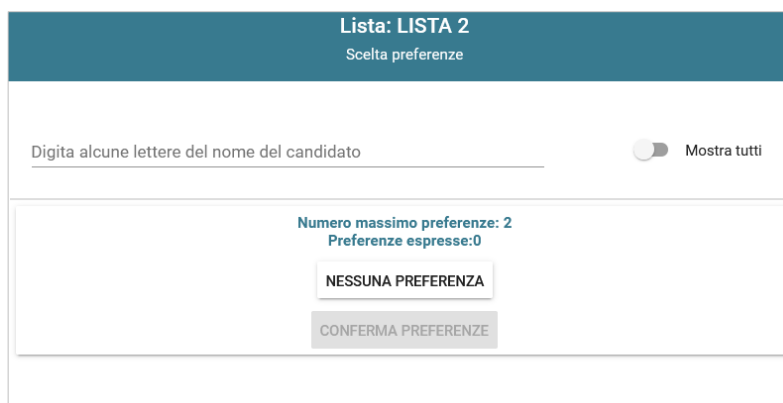 Lista: LISTA 2
Scelta preferenze
Digita alcune lettere del nome del candidato
Mostra tutti
Numero massimo preferenze: 2
Preferenze espresse:0
NESSUNA PREFERENZA
CONFERMA PREFERENZE